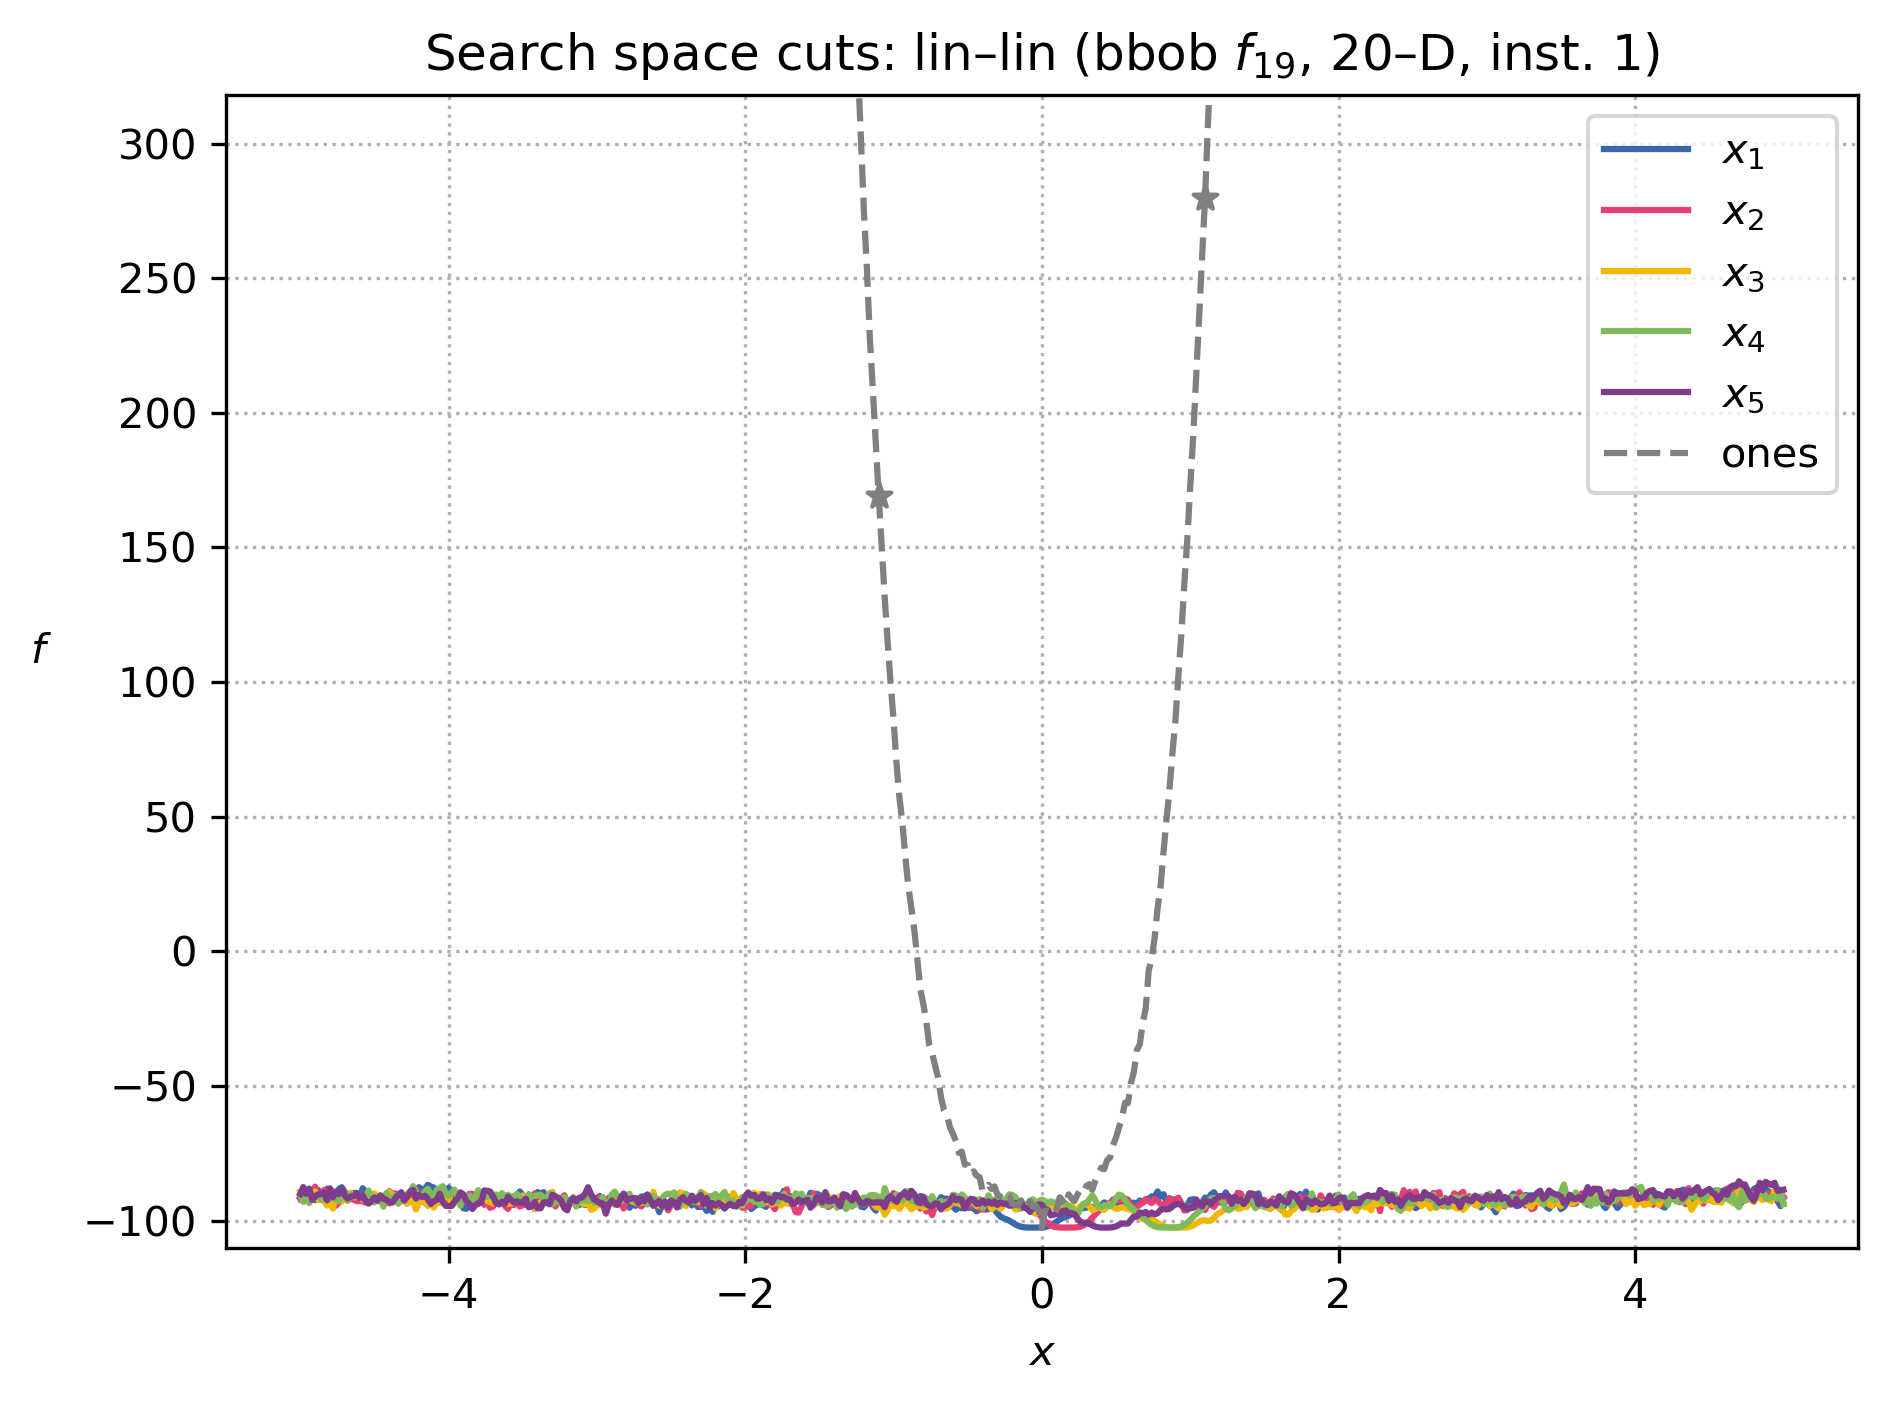 Search space cuts: lin–lin (bbob f₁₉, 20–D, inst. 1)
300
250
200
150
100
50
0
−50
−100
f
−4
−2
0
2
4
x
x₁
x₂
x₃
x₄
x₅
ones